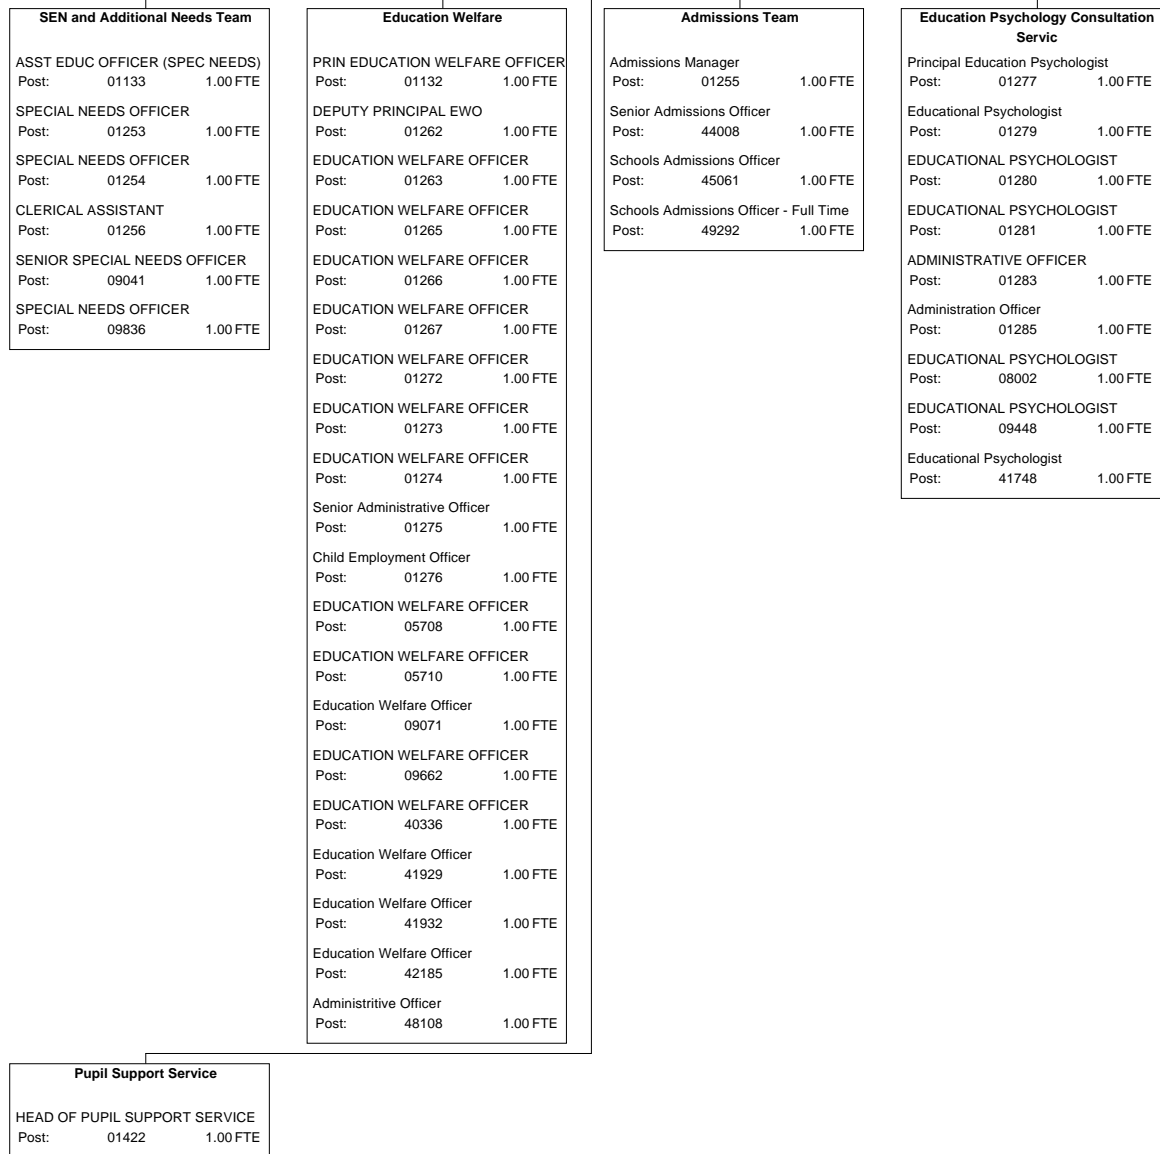 SEN and Additional Needs Team
ASST EDUC OFFICER (SPEC NEEDS)
Post: 01133 1.00 FTE
SPECIAL NEEDS OFFICER
Post: 01253 1.00 FTE
SPECIAL NEEDS OFFICER
Post: 01254 1.00 FTE
CLERICAL ASSISTANT
Post: 01256 1.00 FTE
SENIOR SPECIAL NEEDS OFFICER
Post: 09041 1.00 FTE
SPECIAL NEEDS OFFICER
Post: 09836 1.00 FTE
Education Welfare
PRIN EDUCATION WELFARE OFFICER
Post: 01132 1.00 FTE
DEPUTY PRINCIPAL EWO
Post: 01262 1.00 FTE
EDUCATION WELFARE OFFICER
Post: 01263 1.00 FTE
EDUCATION WELFARE OFFICER
Post: 01265 1.00 FTE
EDUCATION WELFARE OFFICER
Post: 01266 1.00 FTE
EDUCATION WELFARE OFFICER
Post: 01267 1.00 FTE
EDUCATION WELFARE OFFICER
Post: 01272 1.00 FTE
EDUCATION WELFARE OFFICER
Post: 01273 1.00 FTE
EDUCATION WELFARE OFFICER
Post: 01274 1.00 FTE
Senior Administrative Officer
Post: 01275 1.00 FTE
Child Employment Officer
Post: 01276 1.00 FTE
EDUCATION WELFARE OFFICER
Post: 05708 1.00 FTE
EDUCATION WELFARE OFFICER
Post: 05710 1.00 FTE
Education Welfare Officer
Post: 09071 1.00 FTE
EDUCATION WELFARE OFFICER
Post: 09662 1.00 FTE
EDUCATION WELFARE OFFICER
Post: 40336 1.00 FTE
Education Welfare Officer
Post: 41929 1.00 FTE
Education Welfare Officer
Post: 41932 1.00 FTE
Education Welfare Officer
Post: 42185 1.00 FTE
Administritive Officer
Post: 48108 1.00 FTE
Admissions Team
Admissions Manager
Post: 01255 1.00 FTE
Senior Admissions Officer
Post: 44008 1.00 FTE
Schools Admissions Officer
Post: 45061 1.00 FTE
Schools Admissions Officer - Full Time
Post: 49292 1.00 FTE
Education Psychology Consultation
Servic
Principal Education Psychologist
Post: 01277 1.00 FTE
Educational Psychologist
Post: 01279 1.00 FTE
EDUCATIONAL PSYCHOLOGIST
Post: 01280 1.00 FTE
EDUCATIONAL PSYCHOLOGIST
Post: 01281 1.00 FTE
ADMINISTRATIVE OFFICER
Post: 01283 1.00 FTE
Administration Officer
Post: 01285 1.00 FTE
EDUCATIONAL PSYCHOLOGIST
Post: 08002 1.00 FTE
EDUCATIONAL PSYCHOLOGIST
Post: 09448 1.00 FTE
Educational Psychologist
Post: 41748 1.00 FTE
Pupil Support Service
HEAD OF PUPIL SUPPORT SERVICE
Post: 01422 1.00 FTE